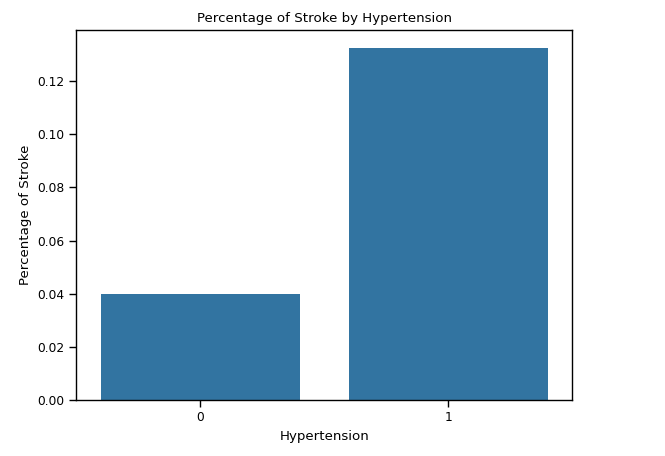 Percentage of Stroke by Hypertension
Percentage of Stroke
0.12
0.10
0.08
0.06
0.04
0.02
0.00
0 1
Hypertension